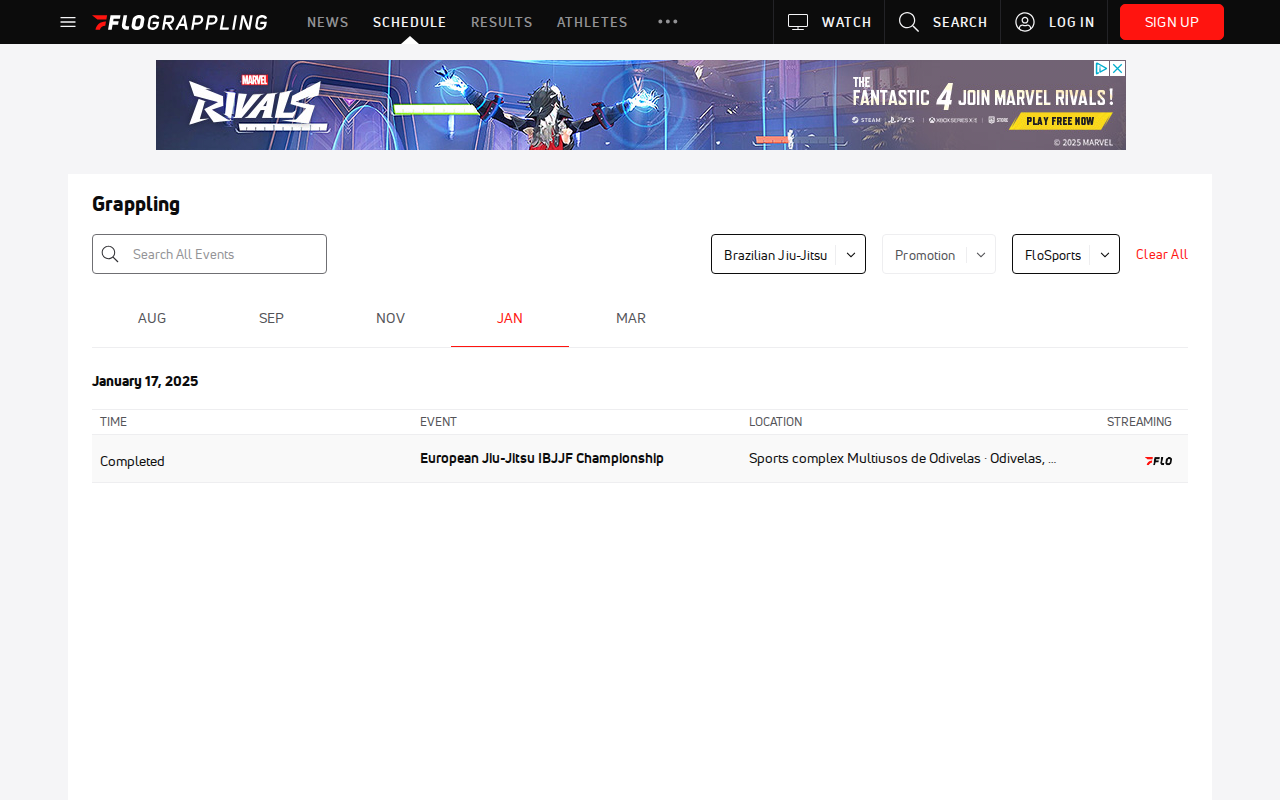 FLOGRAPPLING
NEWS
SCHEDULE
RESULTS
ATHLETES
WATCH
SEARCH
LOG IN
SIGN UP
MARVEL
RIVALS
THE
FANTASTIC 4 JOIN MARVEL RIVALS!
STEAM
PS5
XBOX SERIES X|S
STORE
PLAY FREE NOW
© 2025 MARVEL
Grappling
Search All Events
Brazilian Jiu-Jitsu
Promotion
FloSports
Clear All
AUG
SEP
NOV
JAN
MAR
January 17, 2025
TIME
EVENT
LOCATION
STREAMING
Completed
European Jiu-Jitsu IBJJF Championship
Sports complex Multiusos de Odivelas · Odivelas, ...
FLO